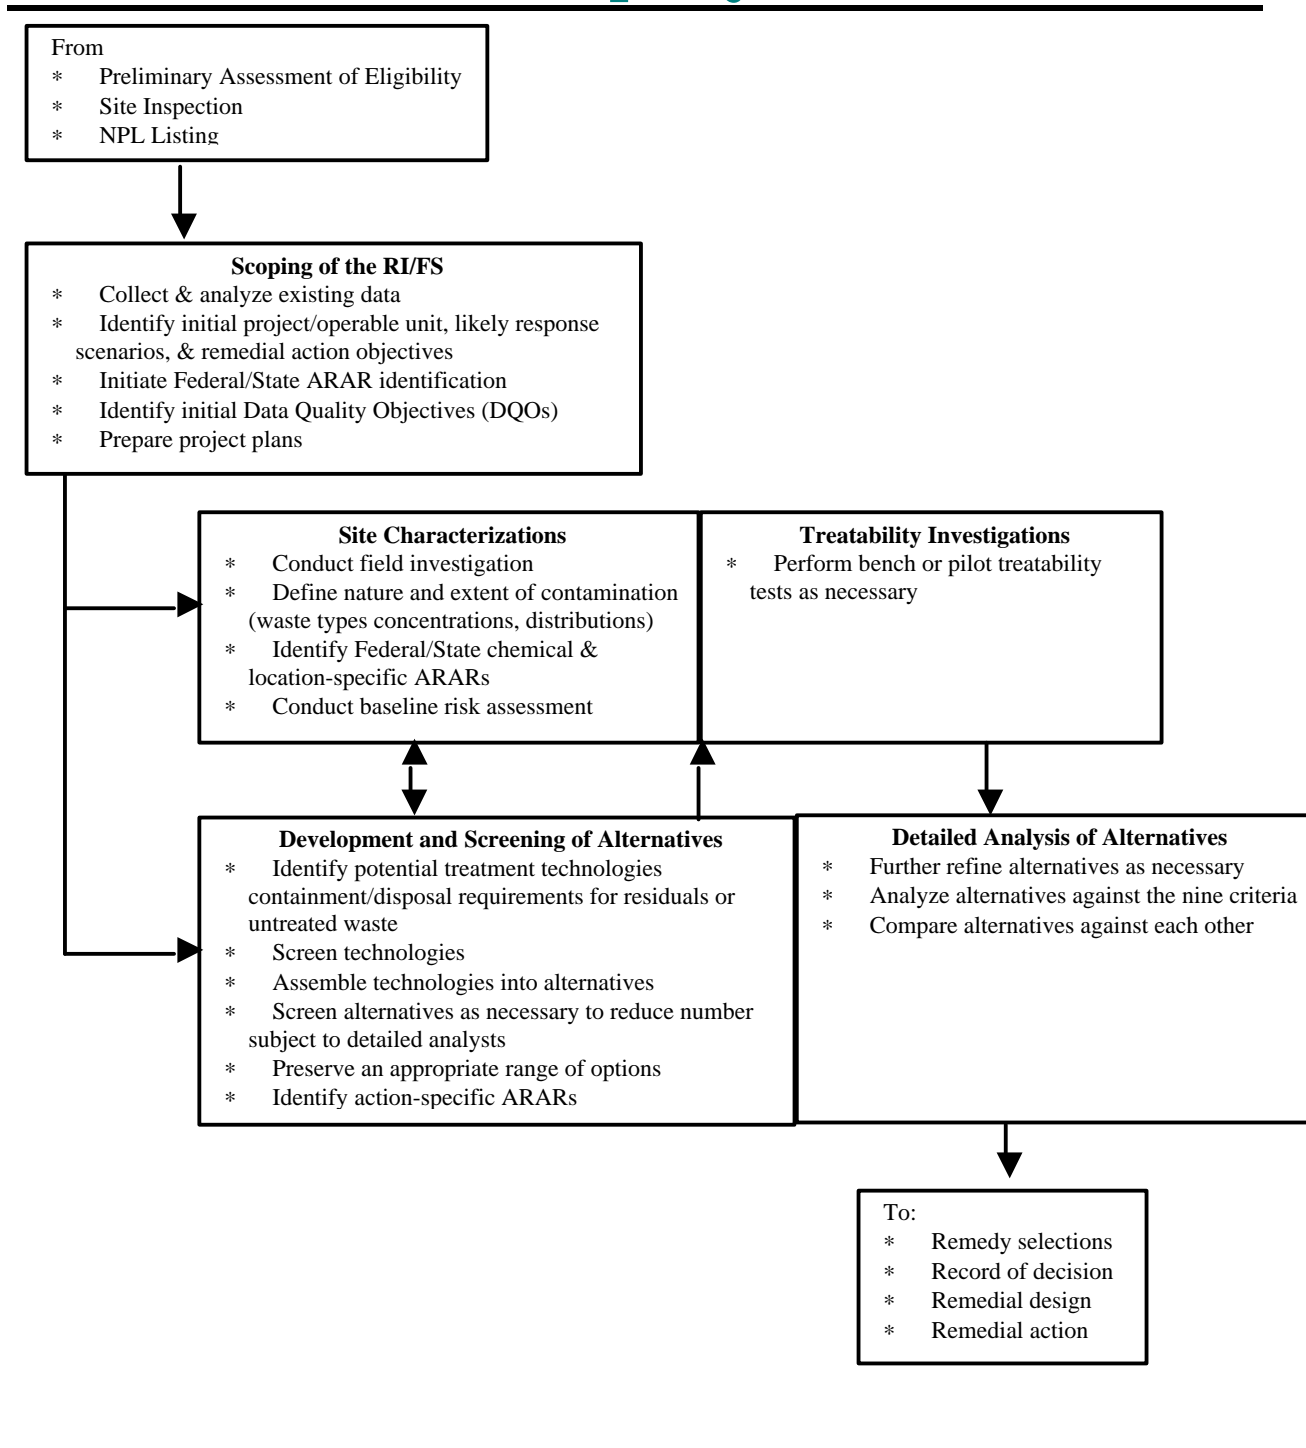 From
* Preliminary Assessment of Eligibility
* Site Inspection
* NPL Listing
Scoping of the RI/FS
* Collect & analyze existing data
* Identify initial project/operable unit, likely response
scenarios, & remedial action objectives
* Initiate Federal/State ARAR identification
* Identify initial Data Quality Objectives (DQOs)
* Prepare project plans
Site Characterizations
* Conduct field investigation
* Define nature and extent of contamination
(waste types concentrations, distributions)
* Identify Federal/State chemical &
location-specific ARARs
* Conduct baseline risk assessment
Treatability Investigations
* Perform bench or pilot treatability
tests as necessary
Development and Screening of Alternatives
* Identify potential treatment technologies
containment/disposal requirements for residuals or
untreated waste
* Screen technologies
* Assemble technologies into alternatives
* Screen alternatives as necessary to reduce number
subject to detailed analysts
* Preserve an appropriate range of options
* Identify action-specific ARARs
Detailed Analysis of Alternatives
* Further refine alternatives as necessary
* Analyze alternatives against the nine criteria
* Compare alternatives against each other
To:
* Remedy selections
* Record of decision
* Remedial design
* Remedial action